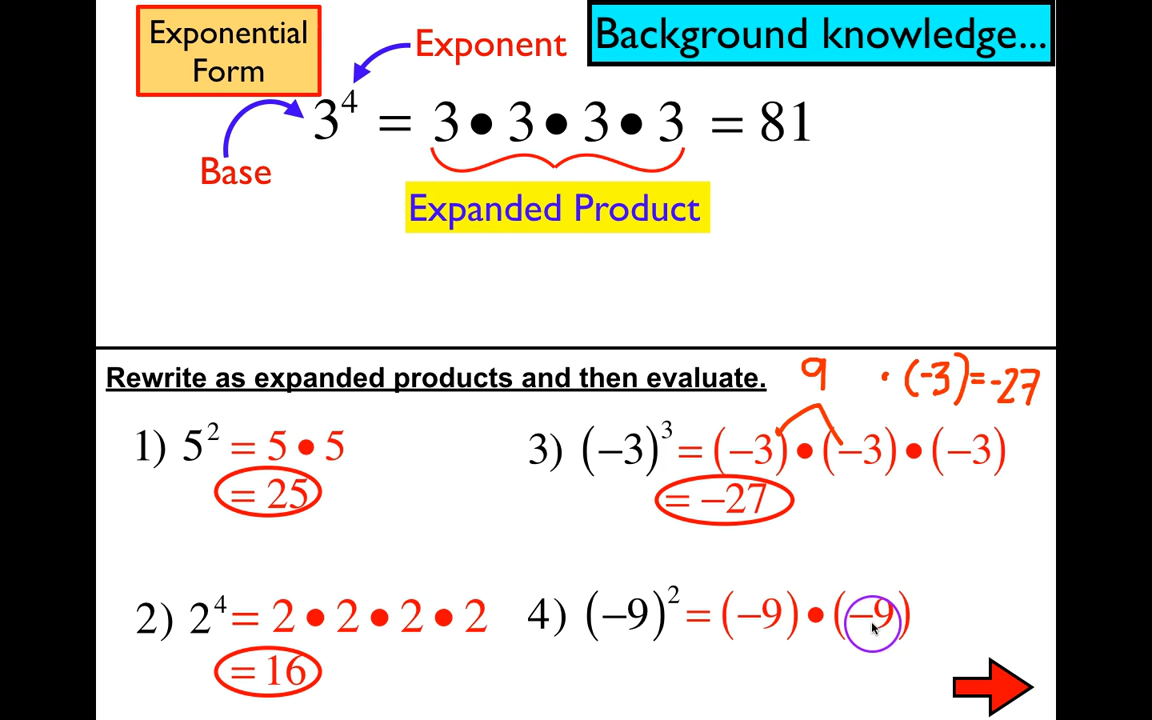 Exponential
Form
Exponent
Background knowledge...
3⁴ = 3 • 3 • 3 • 3 = 81
Base
Expanded Product
Rewrite as expanded products and then evaluate.
9 · (-3) = -27
1) 5² = 5 • 5
= 25
3) (−3)³ = (−3) • (−3) • (−3)
= −27
2) 2⁴ = 2 • 2 • 2 • 2
= 16
4) (−9)² = (−9) • (−9)